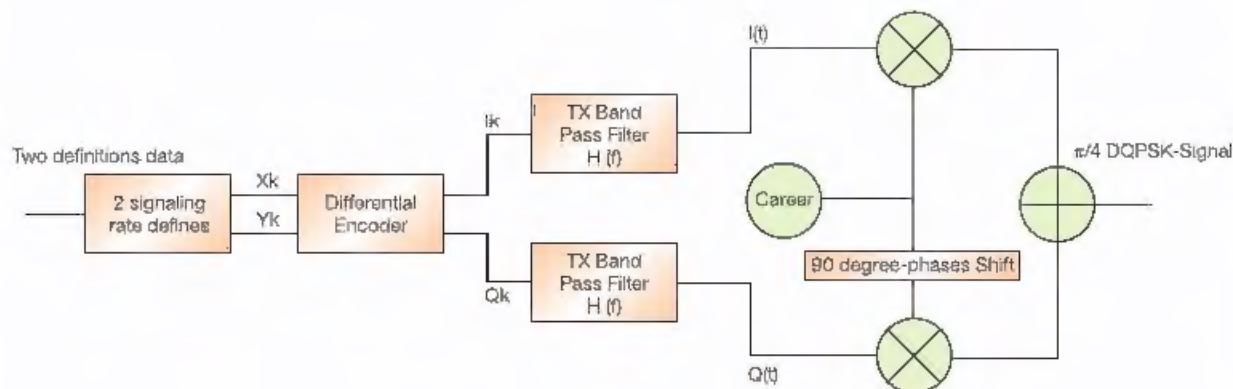 Two definitions data
2 signaling
rate defines
Xk
Yk
Differential
Encoder
Ik
Qk
TX Band
Pass Filter
H (f)
TX Band
Pass Filter
H (f)
I(t)
Q(t)
Career
90 degree-phases Shift
π/4 DQPSK-Signal